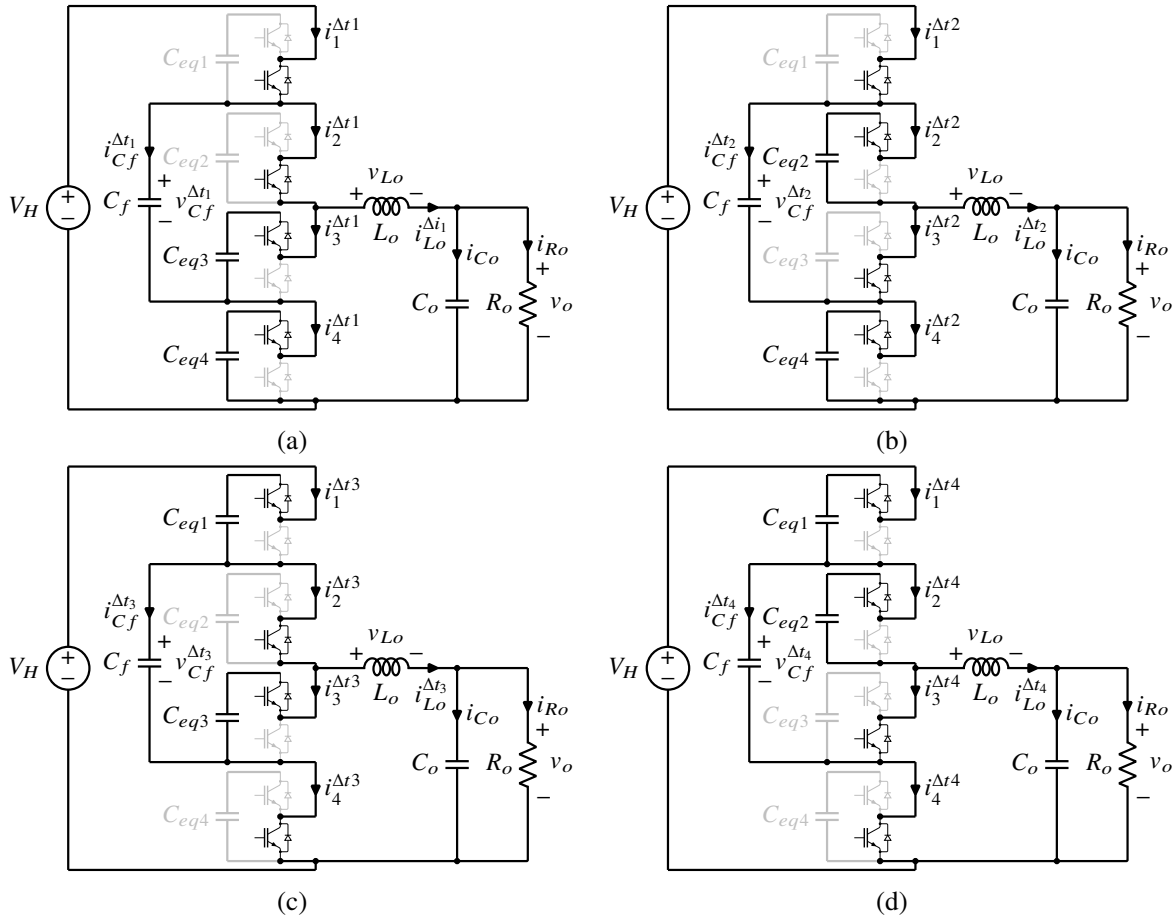 i_1^{Δt1}
C_{eq1}
i_{Cf}^{Δt_1}
i_2^{Δt1}
C_{eq2}
V_H
+
−
C_f
+
−
v_{Cf}^{Δt_1}
v_{Lo}
+ −
L_o
i_3^{Δt1}
i_{Lo}^{Δi_1}
i_{Co}
i_{Ro}
C_{eq3}
C_o
R_o
+
v_o
−
C_{eq4}
i_4^{Δt1}
(a)
i_1^{Δt2}
C_{eq1}
i_{Cf}^{Δt_2}
i_2^{Δt2}
C_{eq2}
V_H
+
−
C_f
+
−
v_{Cf}^{Δt_2}
v_{Lo}
+ −
L_o
i_3^{Δt2}
i_{Lo}^{Δt_2}
i_{Co}
i_{Ro}
C_{eq3}
C_o
R_o
+
v_o
−
C_{eq4}
i_4^{Δt2}
(b)
i_1^{Δt3}
C_{eq1}
i_{Cf}^{Δt_3}
i_2^{Δt3}
C_{eq2}
V_H
+
−
C_f
+
−
v_{Cf}^{Δt_3}
v_{Lo}
+ −
L_o
i_3^{Δt3}
i_{Lo}^{Δt_3}
i_{Co}
i_{Ro}
C_{eq3}
C_o
R_o
+
v_o
−
C_{eq4}
i_4^{Δt3}
(c)
i_1^{Δt4}
C_{eq1}
i_{Cf}^{Δt_4}
i_2^{Δt4}
C_{eq2}
V_H
+
−
C_f
+
−
v_{Cf}^{Δt_4}
v_{Lo}
+ −
L_o
i_3^{Δt4}
i_{Lo}^{Δt_4}
i_{Co}
i_{Ro}
C_{eq3}
C_o
R_o
+
v_o
−
C_{eq4}
i_4^{Δt4}
(d)